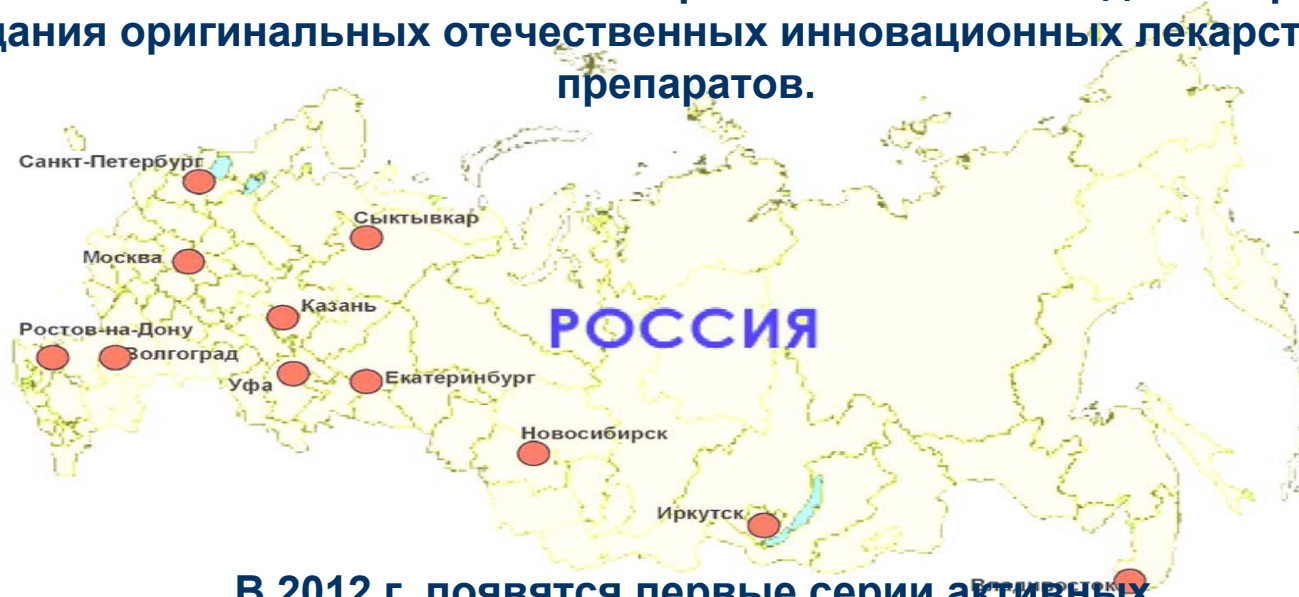 дания оригинальных отечественных инновационных лекарст
препаратов.
Санкт-Петербург
Сыктывкар
Москва
Казань
РОССИЯ
Ростов-на-Дону
Волгоград
Уфа
Екатеринбург
Новосибирск
Иркутск
Владивосток
В 2012 г. появятся первые серии активных